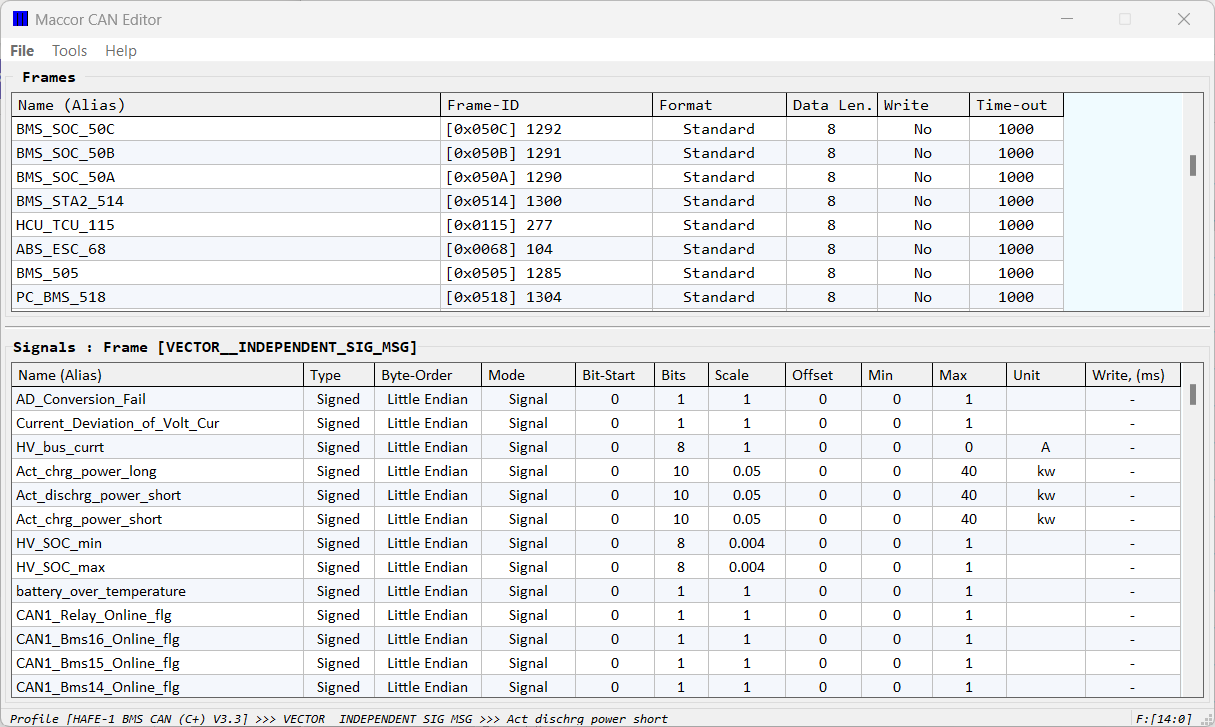 Maccor CAN Editor
File Tools Help
Frames
Name (Alias) Frame-ID Format Data Len. Write Time-out
BMS_SOC_50C [0x050C] 1292 Standard 8 No 1000
BMS_SOC_50B [0x050B] 1291 Standard 8 No 1000
BMS_SOC_50A [0x050A] 1290 Standard 8 No 1000
BMS_STA2_514 [0x0514] 1300 Standard 8 No 1000
HCU_TCU_115 [0x0115] 277 Standard 8 No 1000
ABS_ESC_68 [0x0068] 104 Standard 8 No 1000
BMS_505 [0x0505] 1285 Standard 8 No 1000
PC_BMS_518 [0x0518] 1304 Standard 8 No 1000
Signals : Frame [VECTOR__INDEPENDENT_SIG_MSG]
Name (Alias) Type Byte-Order Mode Bit-Start Bits Scale Offset Min Max Unit Write, (ms)
AD_Conversion_Fail Signed Little Endian Signal 0 1 1 0 0 1 -
Current_Deviation_of_Volt_Cur Signed Little Endian Signal 0 1 1 0 0 1 -
HV_bus_currt Signed Little Endian Signal 0 8 1 0 0 0 A -
Act_chrg_power_long Signed Little Endian Signal 0 10 0.05 0 0 40 kw -
Act_dischrg_power_short Signed Little Endian Signal 0 10 0.05 0 0 40 kw -
Act_chrg_power_short Signed Little Endian Signal 0 10 0.05 0 0 40 kw -
HV_SOC_min Signed Little Endian Signal 0 8 0.004 0 0 1 -
HV_SOC_max Signed Little Endian Signal 0 8 0.004 0 0 1 -
battery_over_temperature Signed Little Endian Signal 0 1 1 0 0 1 -
CAN1_Relay_Online_flg Signed Little Endian Signal 0 1 1 0 0 1 -
CAN1_Bms16_Online_flg Signed Little Endian Signal 0 1 1 0 0 1 -
CAN1_Bms15_Online_flg Signed Little Endian Signal 0 1 1 0 0 1 -
CAN1_Bms14_Online_flg Signed Little Endian Signal 0 1 1 0 0 1 -
Profile [HAFE-1_BMS_CAN_(C+)_V3.3] >>> VECTOR__INDEPENDENT_SIG_MSG >>> Act_dischrg_power_short F:[14:0]